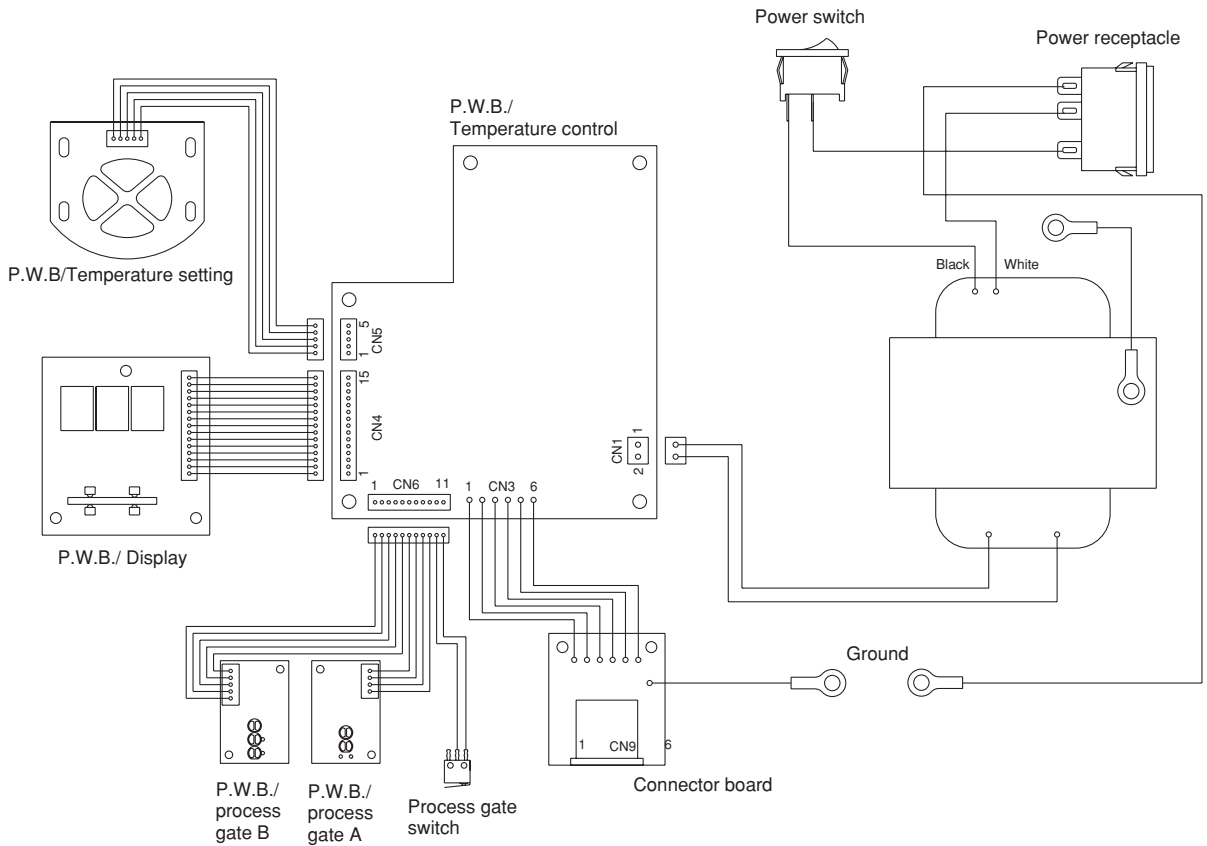 Power switch
Power receptacle
P.W.B./
Temperature control
P.W.B/Temperature setting
Black
White
5
CN5
1
15
CN4
1
1
CN1
2
1 CN6 11
1 CN3 6
P.W.B./ Display
Ground
1 CN9 6
Connector board
P.W.B./
process
gate B
P.W.B./
process
gate A
Process gate
switch